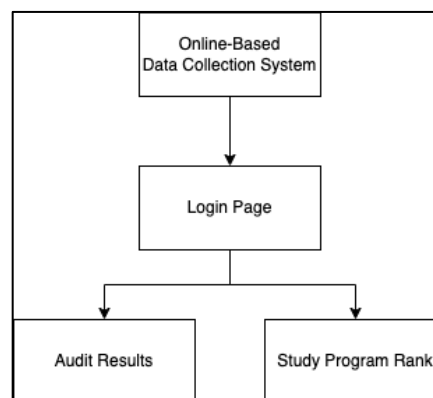 Online-Based
Data Collection System
Login Page
Audit Results
Study Program Rank